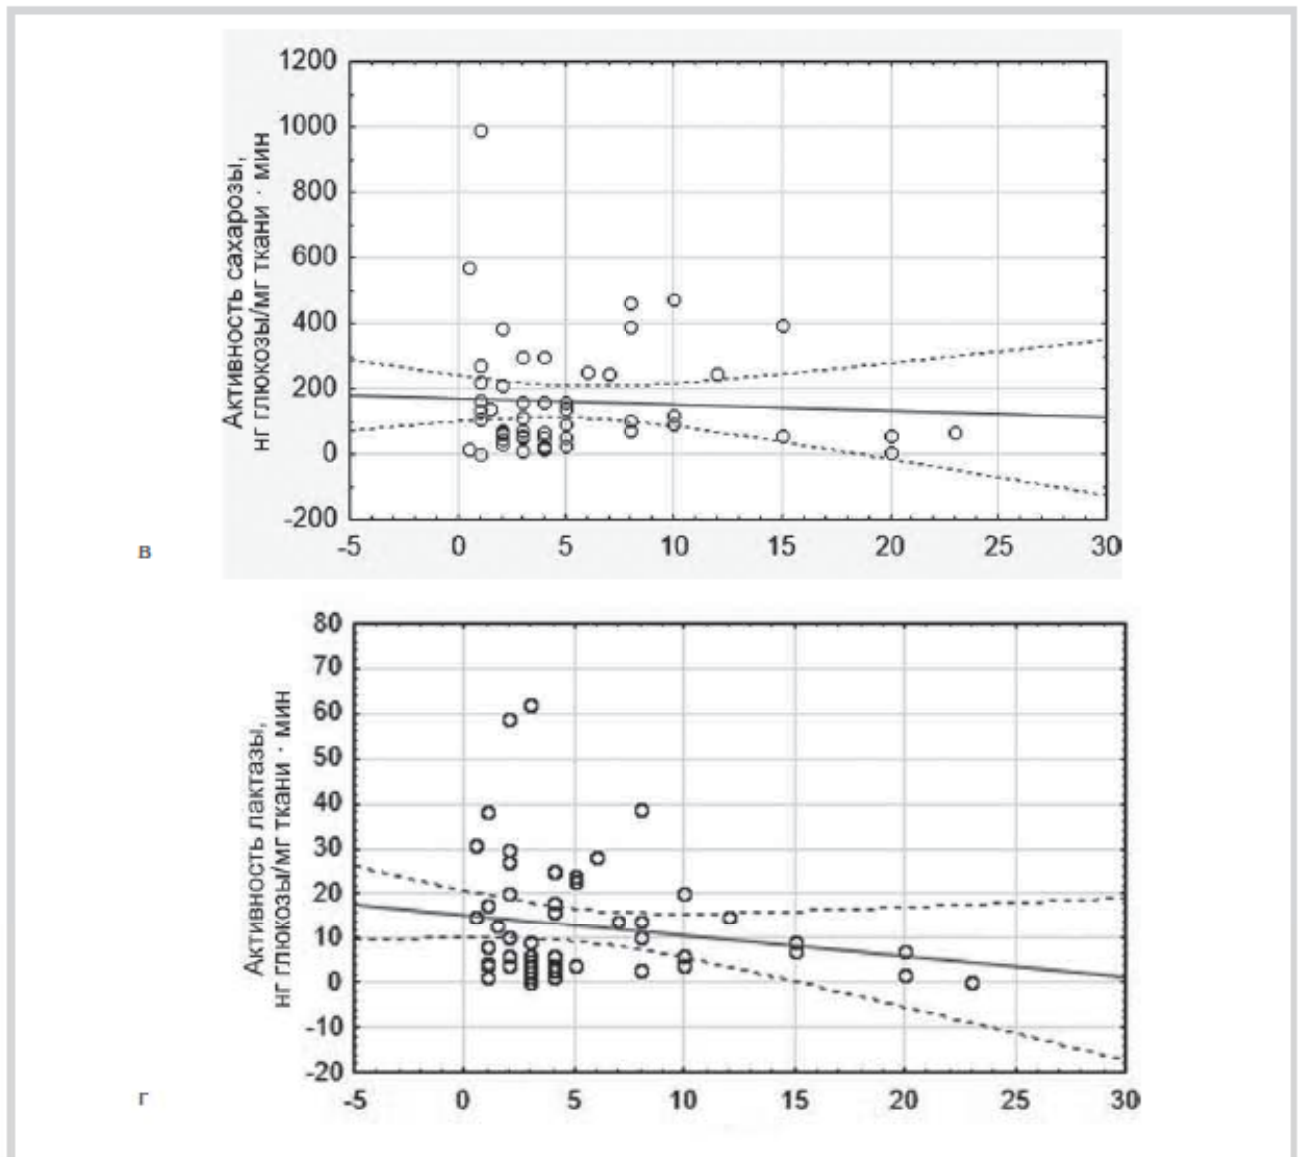 1200
1000
800
600
400
200
0
-200
Активность сахарозы,
нг глюкозы/мг ткани · мин
-5 0 5 10 15 20 25 30
в
80
70
60
50
40
30
20
10
0
-10
-20
Активность лактазы,
нг глюкозы/мг ткани · мин
-5 0 5 10 15 20 25 30
г